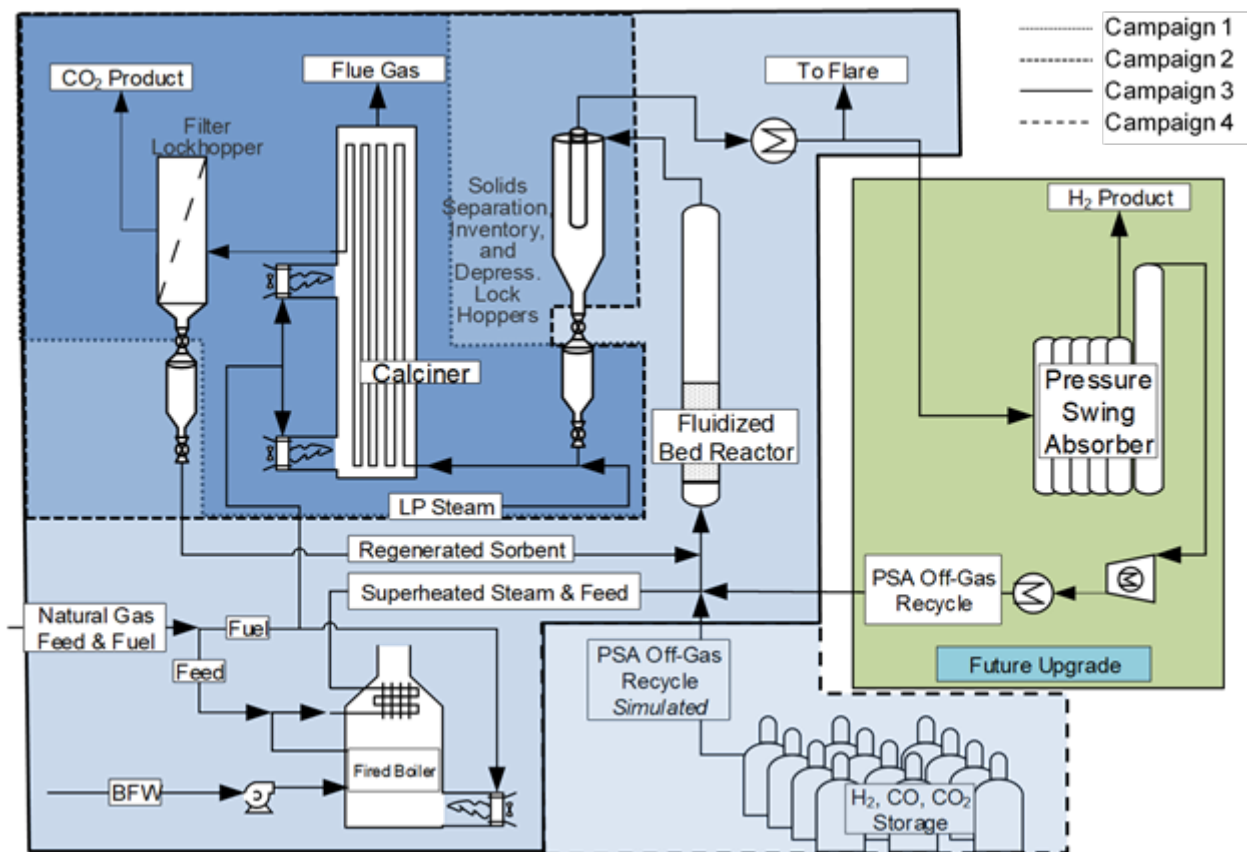 Campaign 1
Campaign 2
Campaign 3
Campaign 4
CO₂ Product
Flue Gas
To Flare
Filter
Lockhopper
Solids
Separation,
Inventory,
and
Depress.
Lock
Hoppers
H₂ Product
Calciner
Pressure
Swing
Absorber
Fluidized
Bed Reactor
LP Steam
Regenerated Sorbent
Superheated Steam & Feed
PSA Off-Gas
Recycle
Natural Gas
Feed & Fuel
Fuel
Feed
PSA Off-Gas
Recycle
Simulated
Future Upgrade
Fired Boiler
BFW
H₂, CO, CO₂
Storage